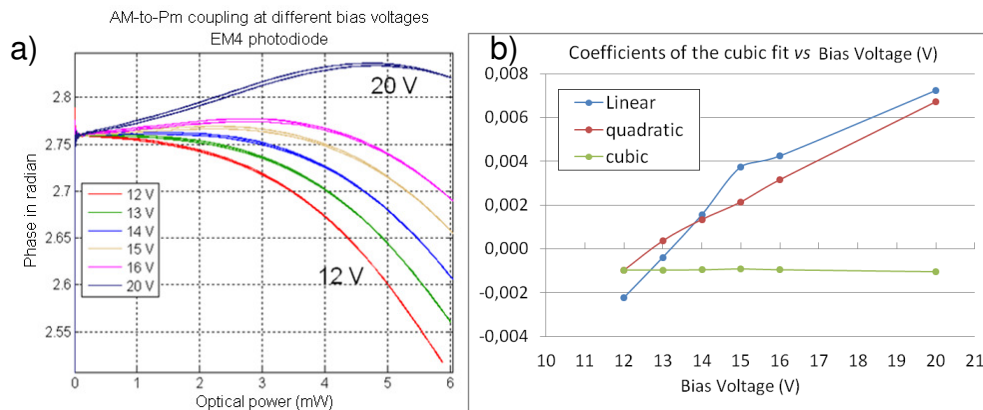 AM-to-Pm coupling at different bias voltages
EM4 photodiode
a)
Phase in radian
2.8
2.75
2.7
2.65
2.6
2.55
20 V
12 V
12 V
13 V
14 V
15 V
16 V
20 V
0 1 2 3 4 5 6
Optical power (mW)
b)
Coefficients of the cubic fit vs Bias Voltage (V)
0,008
0,006
0,004
0,002
0,000
-0,002
-0,004
Linear
quadratic
cubic
10 11 12 13 14 15 16 17 18 19 20 21
Bias Voltage (V)